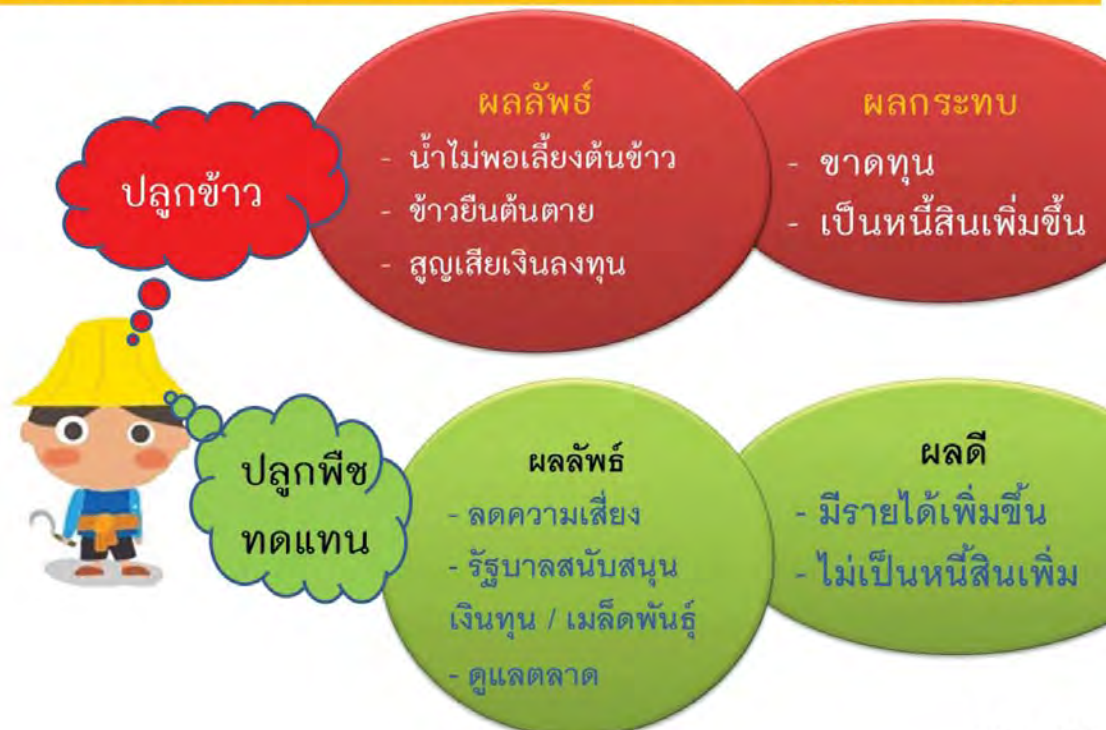 ปลูกข้าว
ผลลัพธ์
- น้ำไม่พอเลี้ยงต้นข้าว
- ข้าวยืนต้นตาย
- สูญเสียเงินลงทุน
ผลกระทบ
- ขาดทุน
- เป็นหนี้สินเพิ่มขึ้น
ปลูกพืช
ทดแทน
ผลลัพธ์
- ลดความเสี่ยง
- รัฐบาลสนับสนุน
เงินทุน / เมล็ดพันธุ์
- ดูแลตลาด
ผลดี
- มีรายได้เพิ่มขึ้น
- ไม่เป็นหนี้สินเพิ่ม